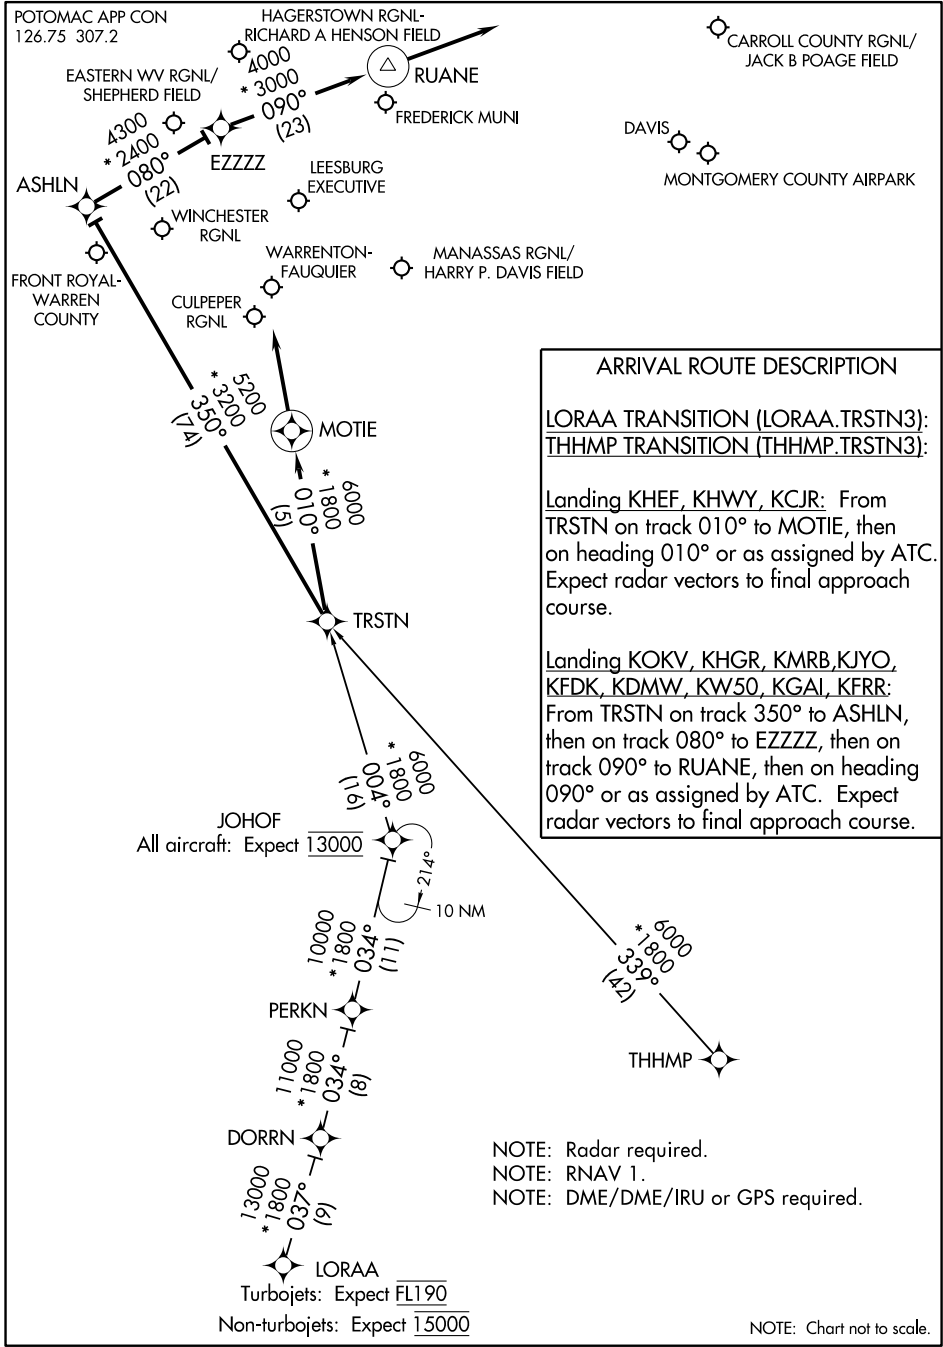 POTOMAC APP CON
126.75 307.2
HAGERSTOWN RGNL-
RICHARD A HENSON FIELD
CARROLL COUNTY RGNL/
JACK B POAGE FIELD
EASTERN WV RGNL/
SHEPHERD FIELD
4000
* 3000
090°
(23)
RUANE
FREDERICK MUNI
4300
* 2400
080°
(22)
EZZZZ
DAVIS
MONTGOMERY COUNTY AIRPARK
ASHLN
LEESBURG
EXECUTIVE
WINCHESTER
RGNL
FRONT ROYAL-
WARREN
COUNTY
WARRENTON-
FAUQUIER
MANASSAS RGNL/
HARRY P. DAVIS FIELD
CULPEPER
RGNL
5200
* 3200
350°
(74)
MOTIE
6000
* 1800
010°
(5)
TRSTN
ARRIVAL ROUTE DESCRIPTION
LORAA TRANSITION (LORAA.TRSTN3):
THHMP TRANSITION (THHMP.TRSTN3):
Landing KHEF, KHWY, KCJR: From
TRSTN on track 010° to MOTIE, then
on heading 010° or as assigned by ATC.
Expect radar vectors to final approach
course.
Landing KOKV, KHGR, KMRB,KJYO,
KFDK, KDMW, KW50, KGAI, KFRR:
From TRSTN on track 350° to ASHLN,
then on track 080° to EZZZZ, then on
track 090° to RUANE, then on heading
090° or as assigned by ATC. Expect
radar vectors to final approach course.
6000
* 1800
004°
(16)
JOHOF
All aircraft: Expect 13000
214°
10 NM
10000
* 1800
034°
(11)
6000
* 1800
339°
(42)
PERKN
THHMP
11000
* 1800
034°
(8)
DORRN
13000
* 1800
037°
(9)
NOTE: Radar required.
NOTE: RNAV 1.
NOTE: DME/DME/IRU or GPS required.
LORAA
Turbojets: Expect FL190
Non-turbojets: Expect 15000
NOTE: Chart not to scale.